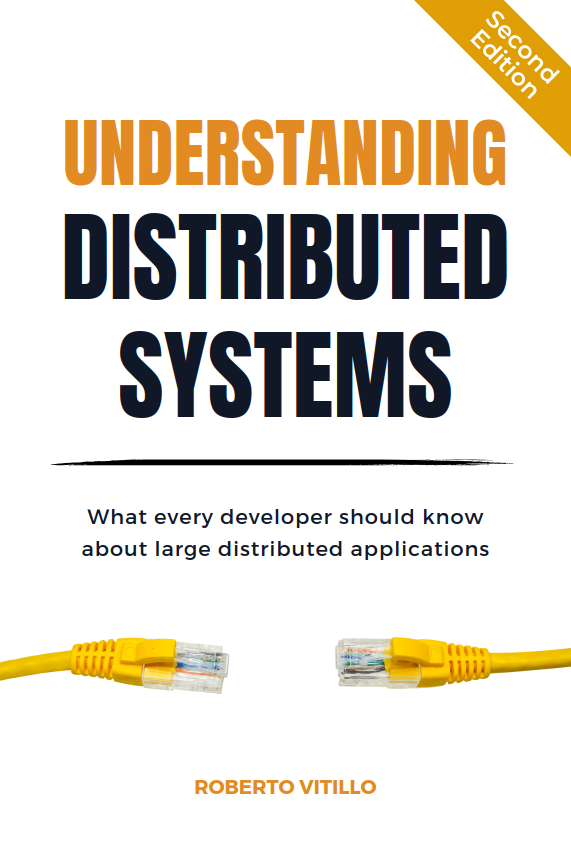 Second
Edition
UNDERSTANDING
DISTRIBUTED
SYSTEMS
What every developer should know
about large distributed applications
ROBERTO VITILLO